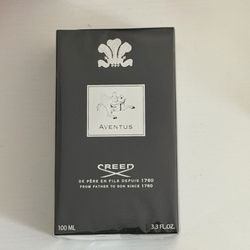 AVENTUS
CREED
DE PÈRE EN FILS DEPUIS 1760
FROM FATHER TO SON SINCE 1760
100 ML 3.3 FL.OZ.